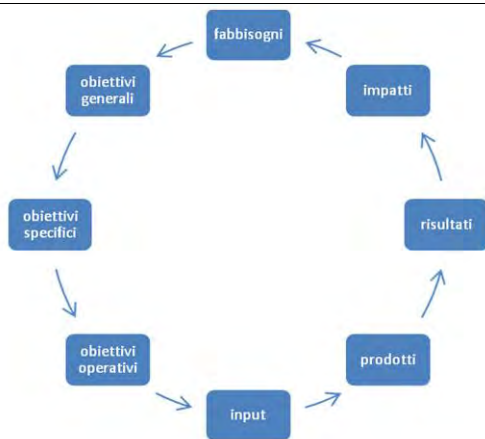 fabbisogni
obiettivi
generali
impatti
obiettivi
specifici
risultati
obiettivi
operativi
prodotti
input